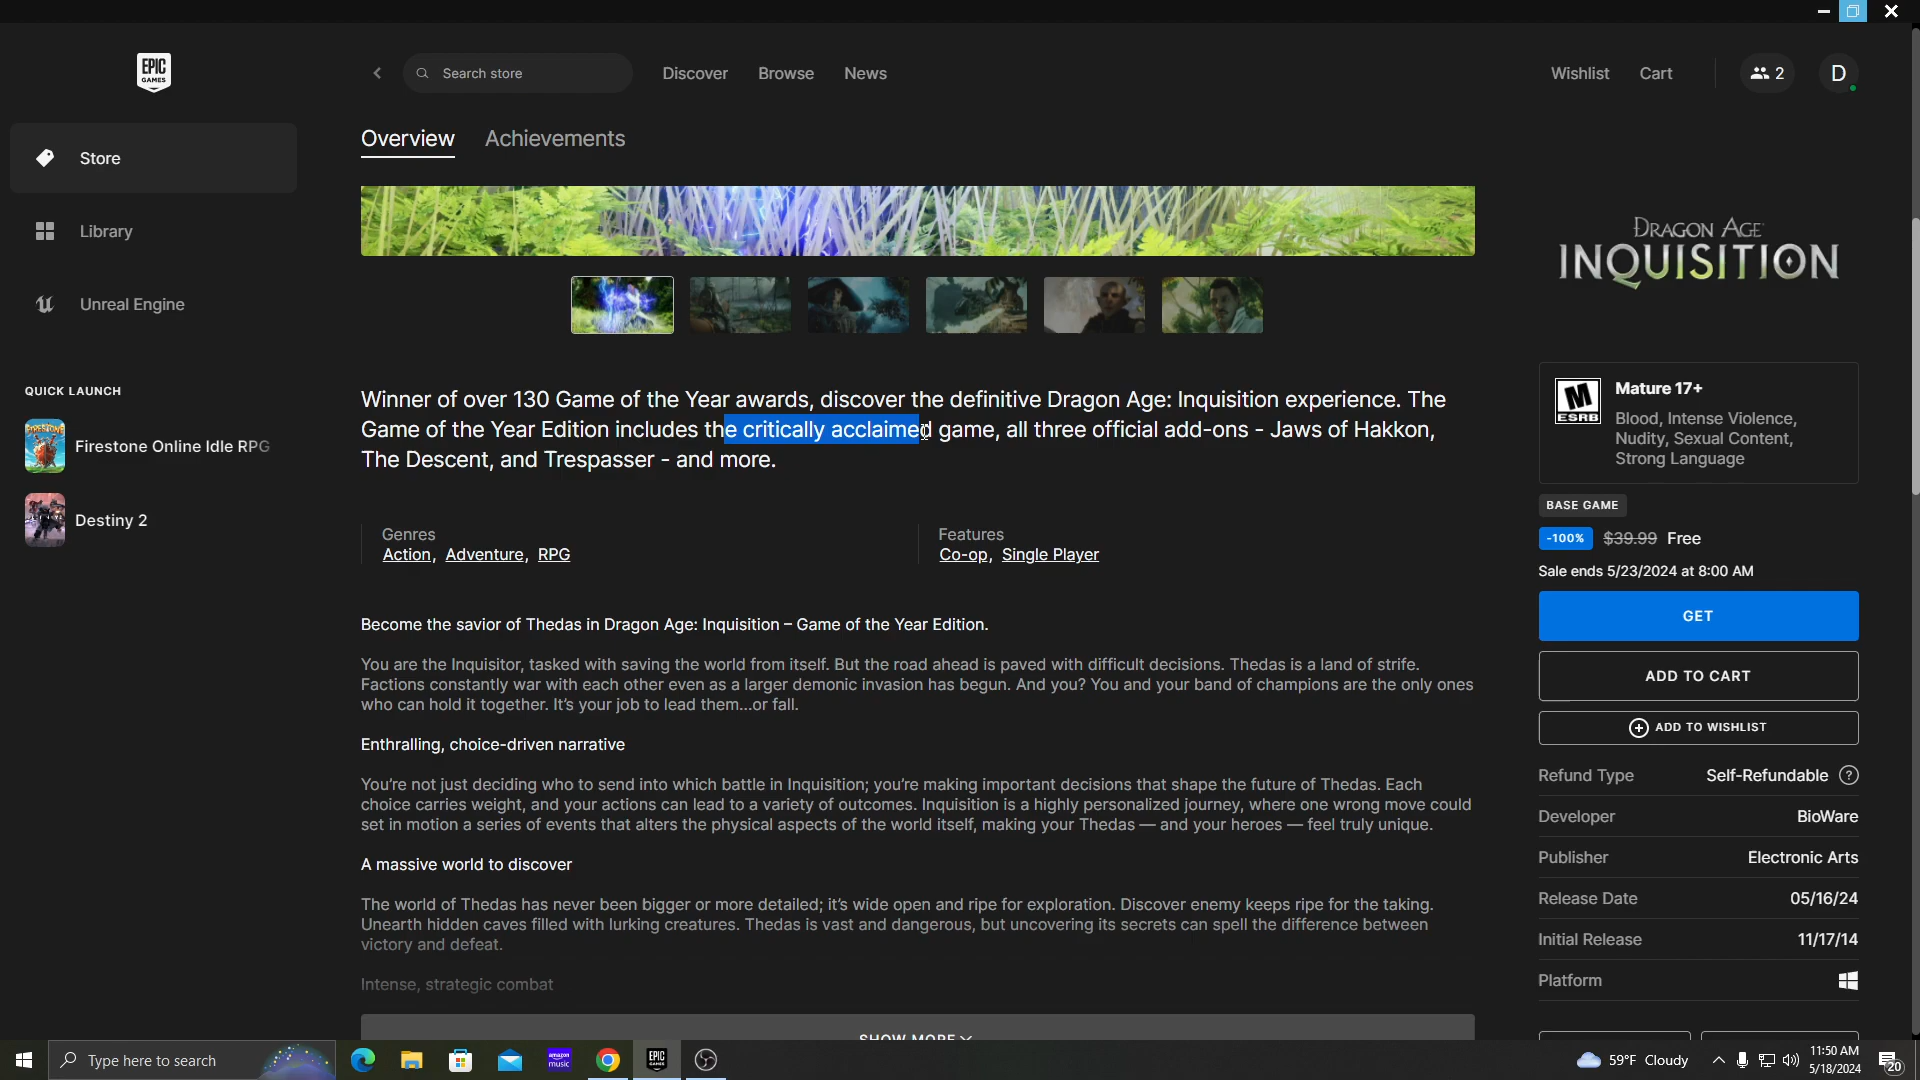 EPIC
GAMES
Search store
Discover
Browse
News
Wishlist
Cart
2
D
Store
Library
Unreal Engine
QUICK LAUNCH
FIRESTONE
Firestone Online Idle RPG
Destiny 2
Overview
Achievements
Winner of over 130 Game of the Year awards, discover the definitive Dragon Age: Inquisition experience. The
Game of the Year Edition includes the critically acclaimed game, all three official add-ons - Jaws of Hakkon,
The Descent, and Trespasser - and more.
Genres
Action, Adventure, RPG
Features
Co-op, Single Player
Become the savior of Thedas in Dragon Age: Inquisition – Game of the Year Edition.
You are the Inquisitor, tasked with saving the world from itself. But the road ahead is paved with difficult decisions. Thedas is a land of strife.
Factions constantly war with each other even as a larger demonic invasion has begun. And you? You and your band of champions are the only ones
who can hold it together. It’s your job to lead them...or fall.
Enthralling, choice-driven narrative
You’re not just deciding who to send into which battle in Inquisition; you’re making important decisions that shape the future of Thedas. Each
choice carries weight, and your actions can lead to a variety of outcomes. Inquisition is a highly personalized journey, where one wrong move could
set in motion a series of events that alters the physical aspects of the world itself, making your Thedas — and your heroes — feel truly unique.
A massive world to discover
The world of Thedas has never been bigger or more detailed; it’s wide open and ripe for exploration. Discover enemy keeps ripe for the taking.
Unearth hidden caves filled with lurking creatures. Thedas is vast and dangerous, but uncovering its secrets can spell the difference between
victory and defeat.
Intense, strategic combat
SHOW MORE
DRAGON AGE
INQUISITION
M
ESRB
Mature 17+
Blood, Intense Violence,
Nudity, Sexual Content,
Strong Language
BASE GAME
-100% $39.99 Free
Sale ends 5/23/2024 at 8:00 AM
GET
ADD TO CART
ADD TO WISHLIST
Refund Type Self-Refundable ?
Developer BioWare
Publisher Electronic Arts
Release Date 05/16/24
Initial Release 11/17/14
Platform
Type here to search
amazon
music
EPIC
GAMES
59°F Cloudy
11:50 AM
5/18/2024
20